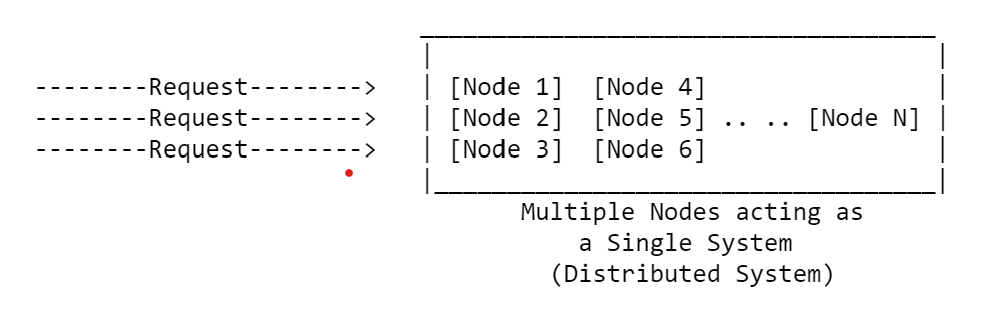 --------Request--------> | [Node 1] [Node 4] |
--------Request--------> | [Node 2] [Node 5] .. .. [Node N] |
--------Request--------> | [Node 3] [Node 6] |
Multiple Nodes acting as
a Single System
(Distributed System)